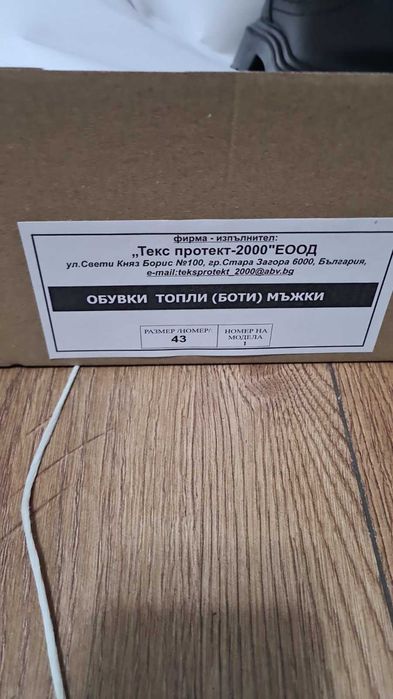 фирма - изпълнител:
„Текс протект-2000"ЕООД
ул.Свети Княз Борис №100, гр.Стара Загора 6000, България,
e-mail:teksprotekt_2000@abv.bg
ОБУВКИ ТОПЛИ (БОТИ) МЪЖКИ
РАЗМЕР /НОМЕР/
43
НОМЕР НА
МОДЕЛА
1